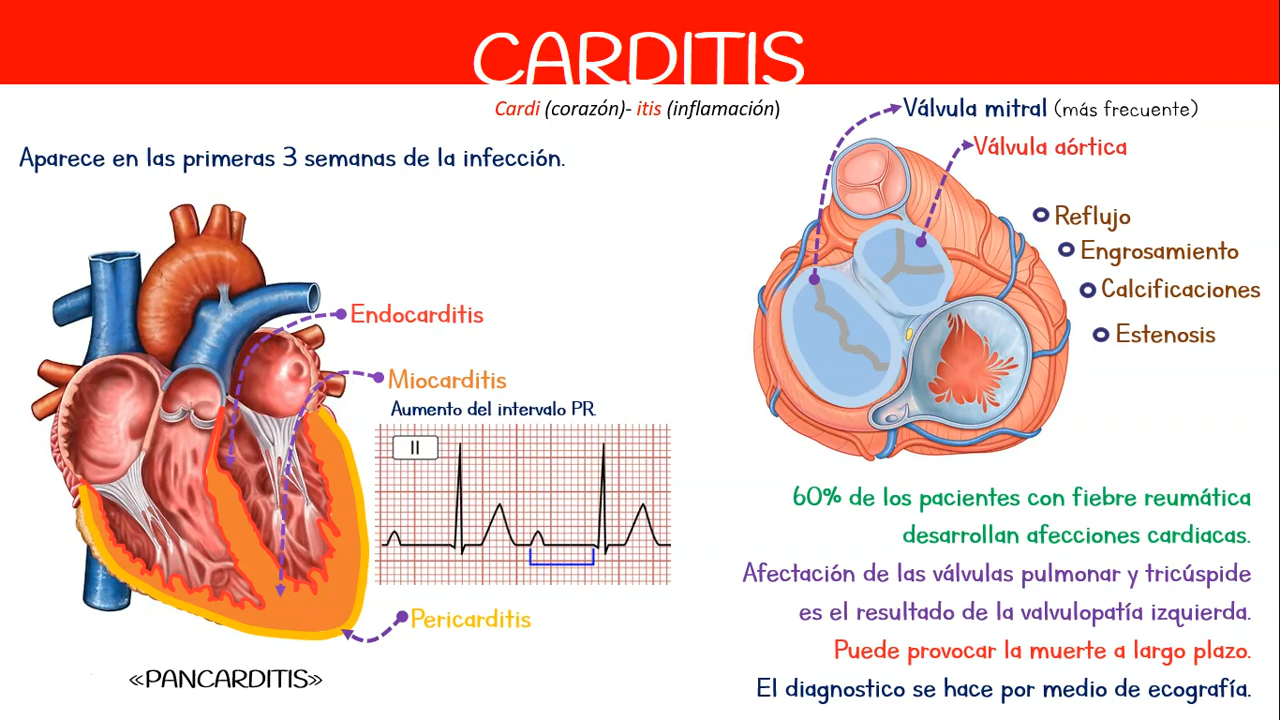 CARDITIS
Cardi (corazón)- itis (inflamación)
Aparece en las primeras 3 semanas de la infección.
Endocarditis
Miocarditis
Aumento del intervalo PR.
II
Pericarditis
«PANCARDITIS»
Válvula mitral (más frecuente)
Válvula aórtica
Reflujo
Engrosamiento
Calcificaciones
Estenosis
60% de los pacientes con fiebre reumática
desarrollan afecciones cardiacas.
Afectación de las válvulas pulmonar y tricúspide
es el resultado de la valvulopatía izquierda.
Puede provocar la muerte a largo plazo.
El diagnostico se hace por medio de ecografía.